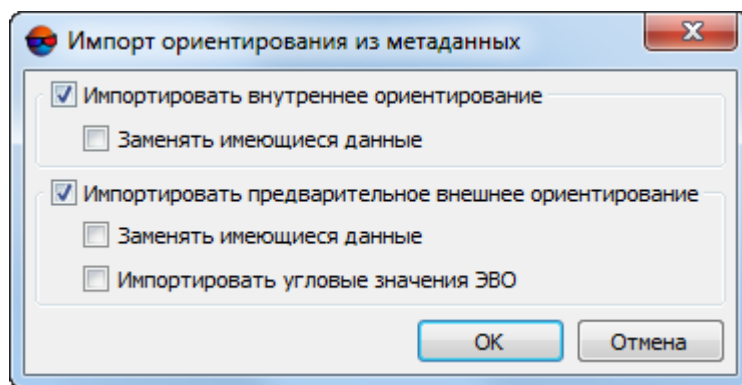 Импорт ориентирования из метаданных
Импортировать внутреннее ориентирование
Заменять имеющиеся данные
Импортировать предварительное внешнее ориентирование
Заменять имеющиеся данные
Импортировать угловые значения ЭВО
OK Отмена